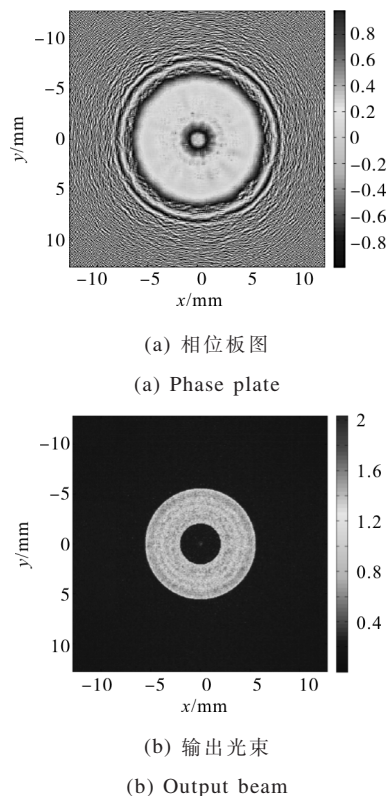 0.8
-10
0.6
-5
0.4
0.2
0
0
-0.2
-0.4
5
-0.6
10
-0.8
y/mm
-10 -5 0 5 10
x/mm
(a) 相位板图
(a) Phase plate
2
-10
1.6
-5
1.2
0
0.8
5
0.4
10
y/mm
-10 -5 0 5 10
x/mm
(b) 输出光束
(b) Output beam